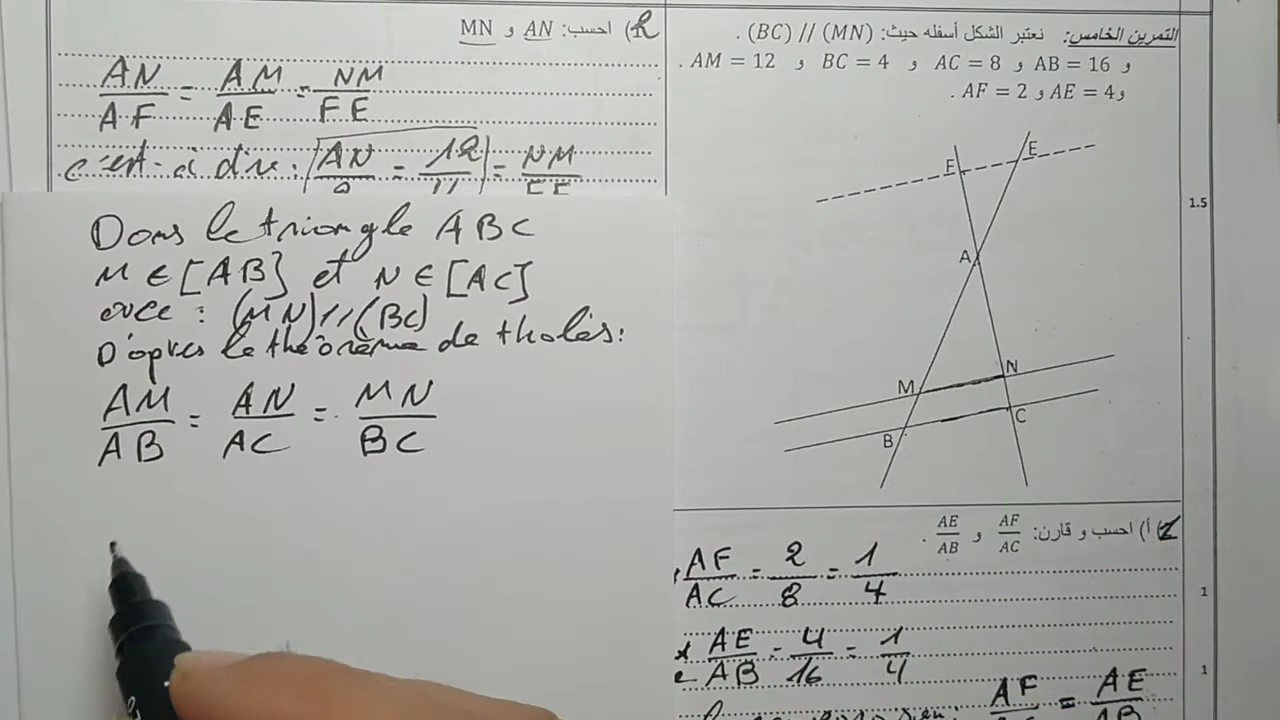 التمرين الخامس: نعتبر الشكل أسفله حيث: (BC) // (MN) .
و AB = 16 و AC = 8 و BC = 4 و AM = 12 .
و AE = 4 و AF = 2 .
F E
A
M N
B C
1.5
أ) احسب و قارن: AF/AC و AE/AB .
AF/AC = 2/8 = 1/4
1
AE/AB = 4/16 = 1/4
1
AF = AE
AB
احسب: AN و MN
AN/AF = AM/AE = NM/FE
c'est-à dire: AN = 12 = NM
Dans le triangle ABC
M ∈ [AB] et N ∈ [AC]
avec : (MN) // (BC)
D'après le théorème de thalès:
AM/AB = AN/AC = MN/BC